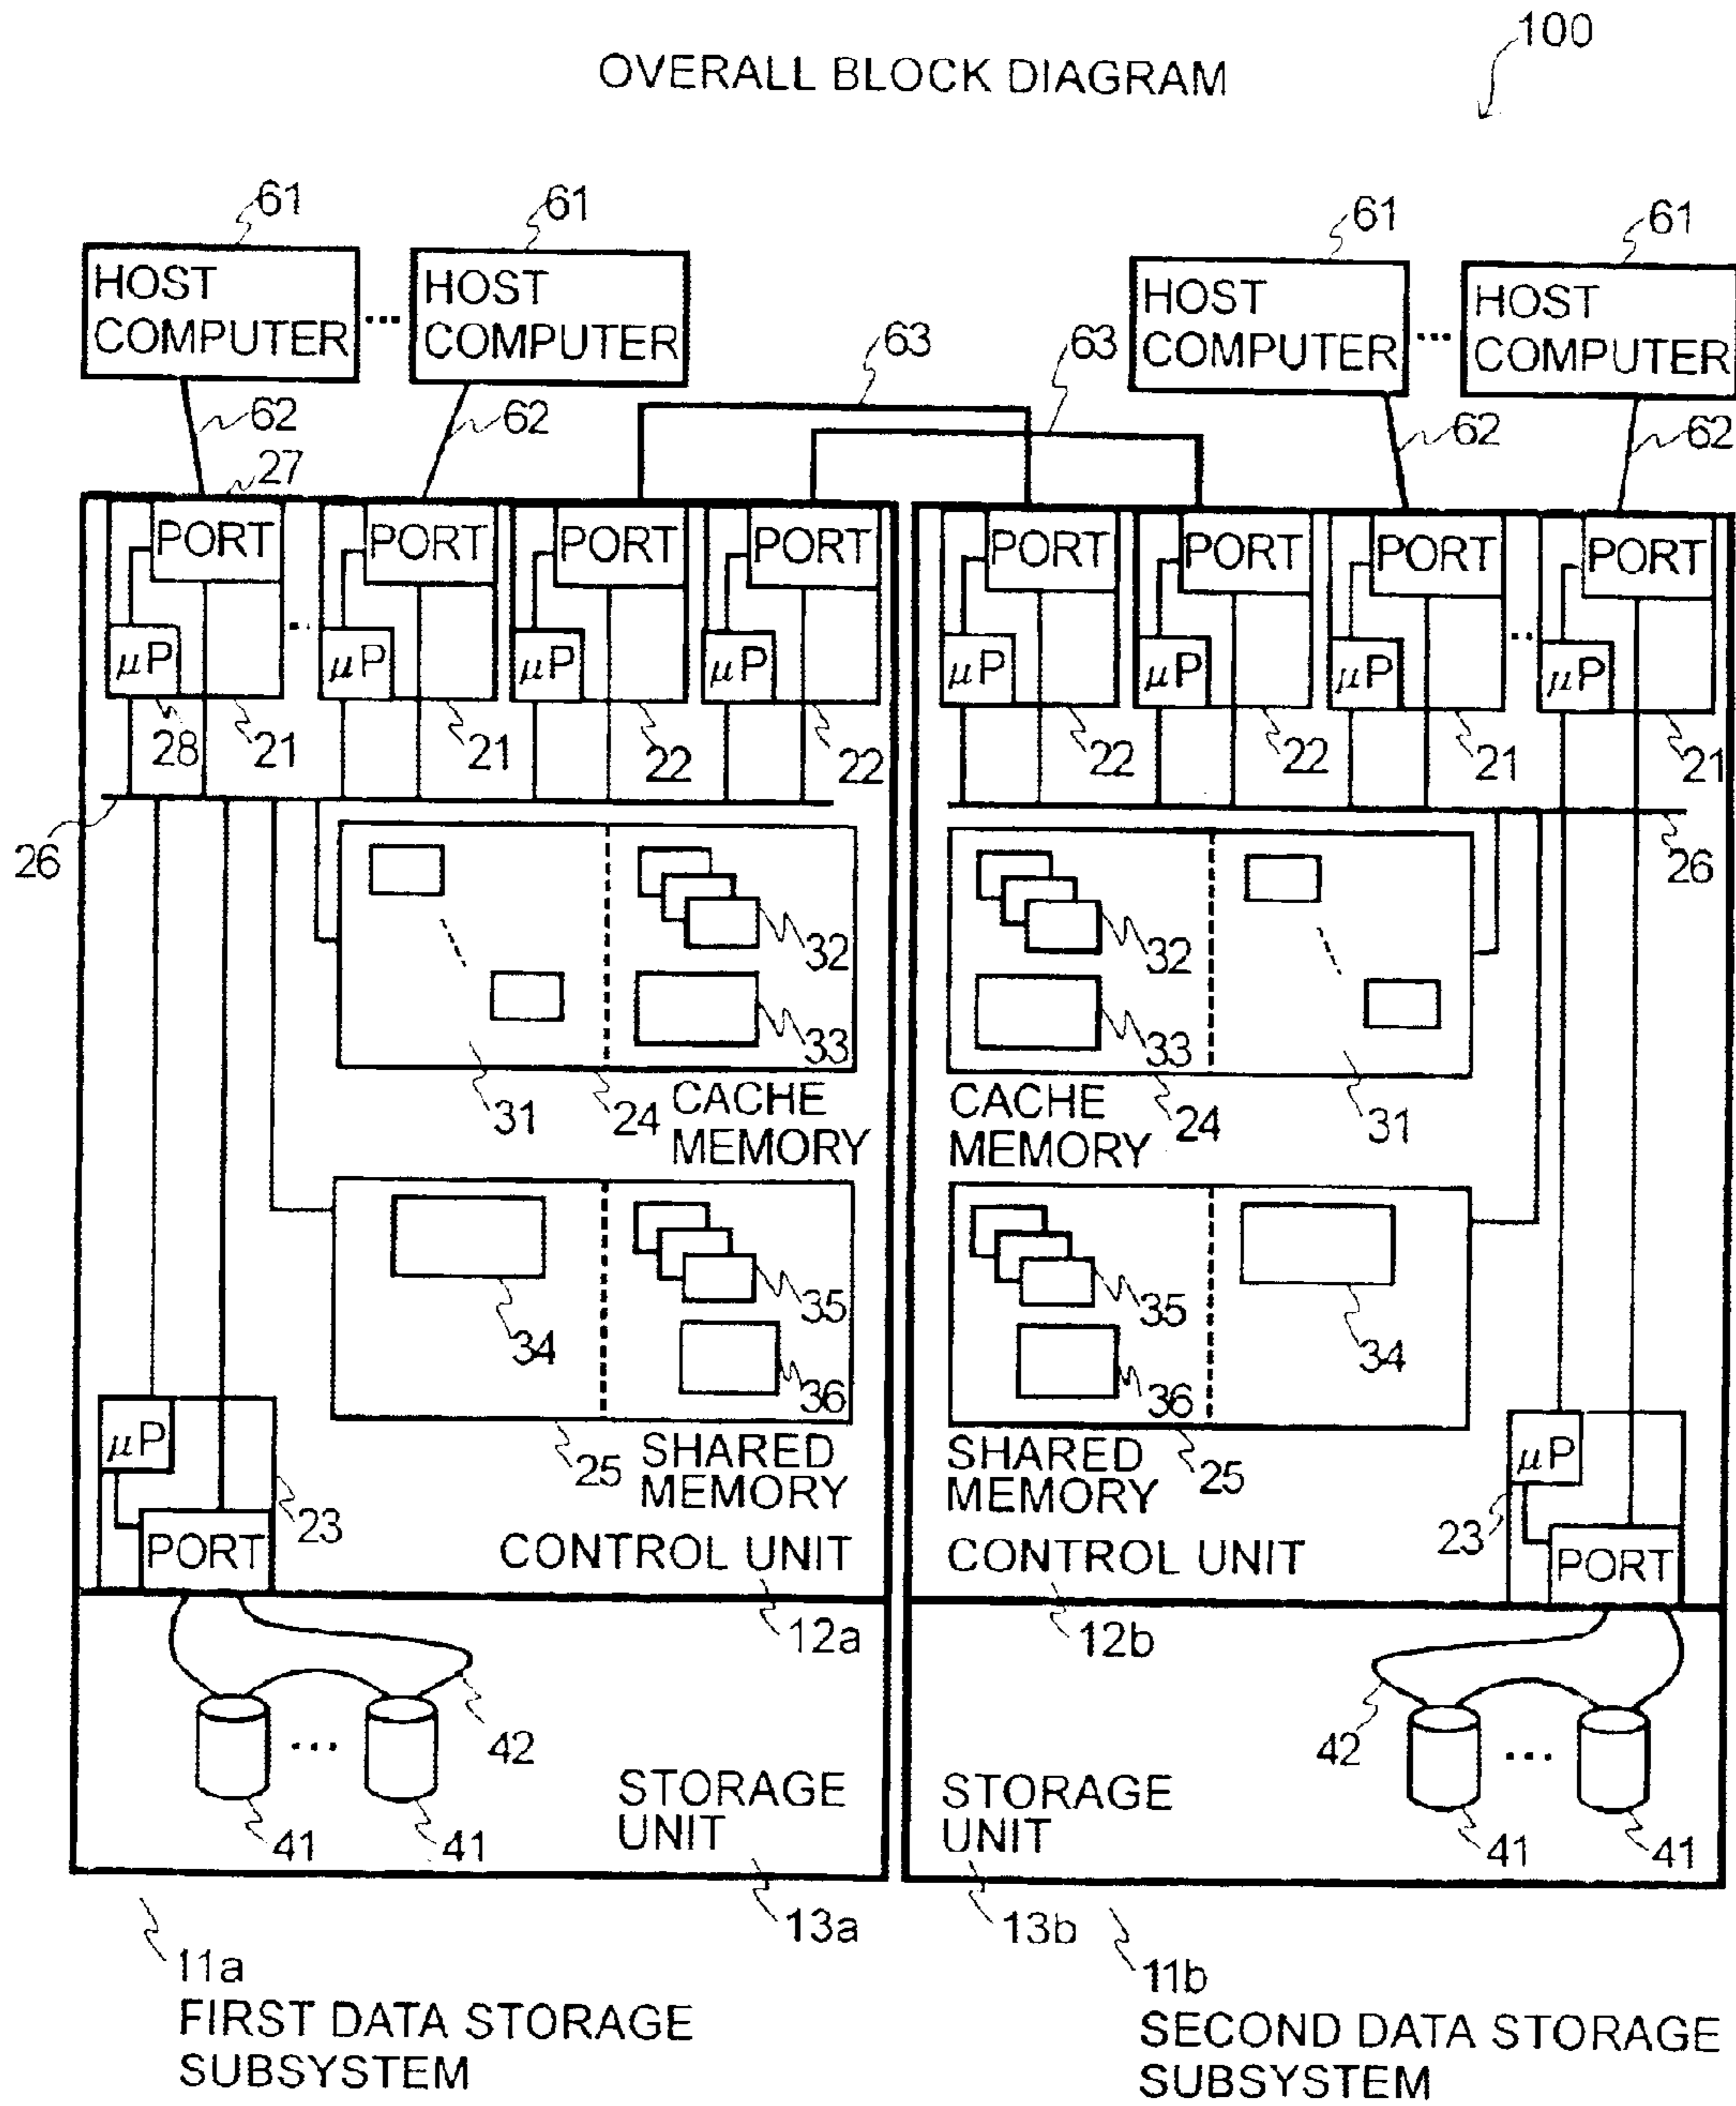 100
OVERALL BLOCK DIAGRAM
61 61 61 61
HOST COMPUTER
...
HOST COMPUTER
HOST COMPUTER
...
HOST COMPUTER
63 63
62 62 62 62
27
PORT PORT PORT PORT PORT PORT PORT PORT
μP μP μP μP μP μP μP μP
28 21 21 22 22 22 22 21 21
26 26
32 32
33 33
31 24 CACHE MEMORY
CACHE MEMORY 24 31
35 35
34 34
36 36
25 SHARED MEMORY
SHARED MEMORY 25
μP μP
23 23
PORT PORT
CONTROL UNIT
CONTROL UNIT
12a 12b
42 42
... ...
41 41 41 41
STORAGE UNIT
STORAGE UNIT
13a 13b
11a
FIRST DATA STORAGE
SUBSYSTEM
11b
SECOND DATA STORAGE
SUBSYSTEM